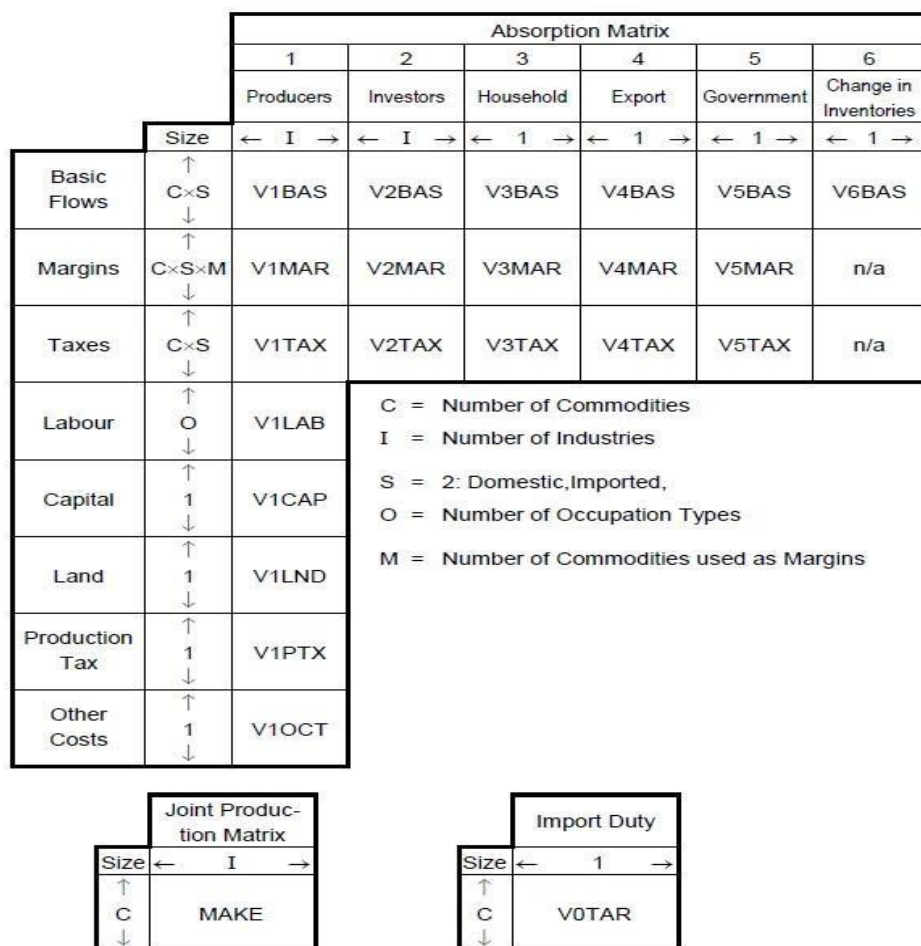 Absorption Matrix
1 2 3 4 5 6
Producers Investors Household Export Government Change in
Inventories
Size ← I → ← I → ← 1 → ← 1 → ← 1 → ← 1 →
↑
Basic
Flows C×S V1BAS V2BAS V3BAS V4BAS V5BAS V6BAS
↓
↑
Margins C×S×M V1MAR V2MAR V3MAR V4MAR V5MAR n/a
↓
↑
Taxes C×S V1TAX V2TAX V3TAX V4TAX V5TAX n/a
↓
↑
Labour O V1LAB
↓
↑
Capital 1 V1CAP
↓
↑
Land 1 V1LND
↓
↑
Production
Tax 1 V1PTX
↓
↑
Other
Costs 1 V1OCT
↓
C = Number of Commodities
I = Number of Industries
S = 2: Domestic,Imported,
O = Number of Occupation Types
M = Number of Commodities used as Margins
Joint Produc-
tion Matrix
Size ← I →
↑
C MAKE
↓
Import Duty
Size ← 1 →
↑
C V0TAR
↓